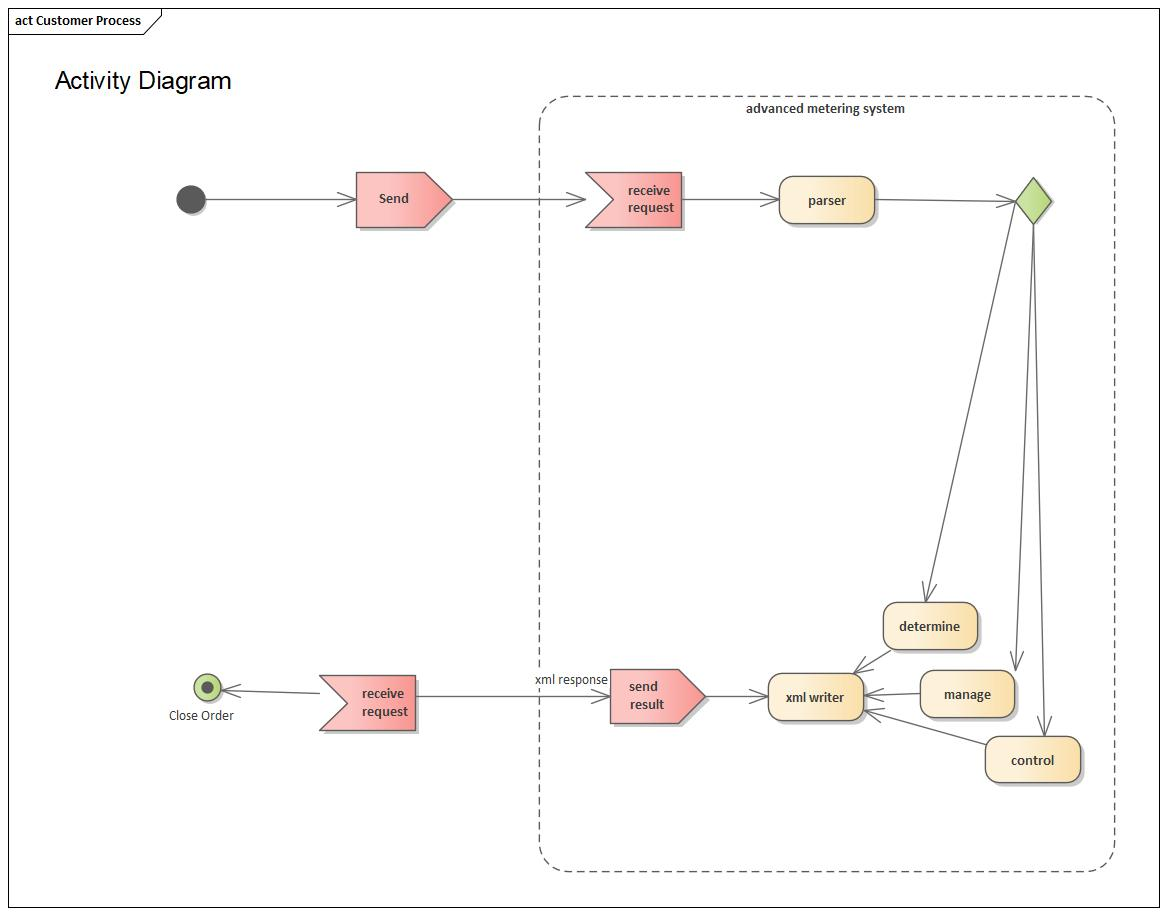 act Customer Process
Activity Diagram
advanced metering system
Send
receive
request
parser
determine
xml response
send
result
xml writer
manage
receive
request
Close Order
control